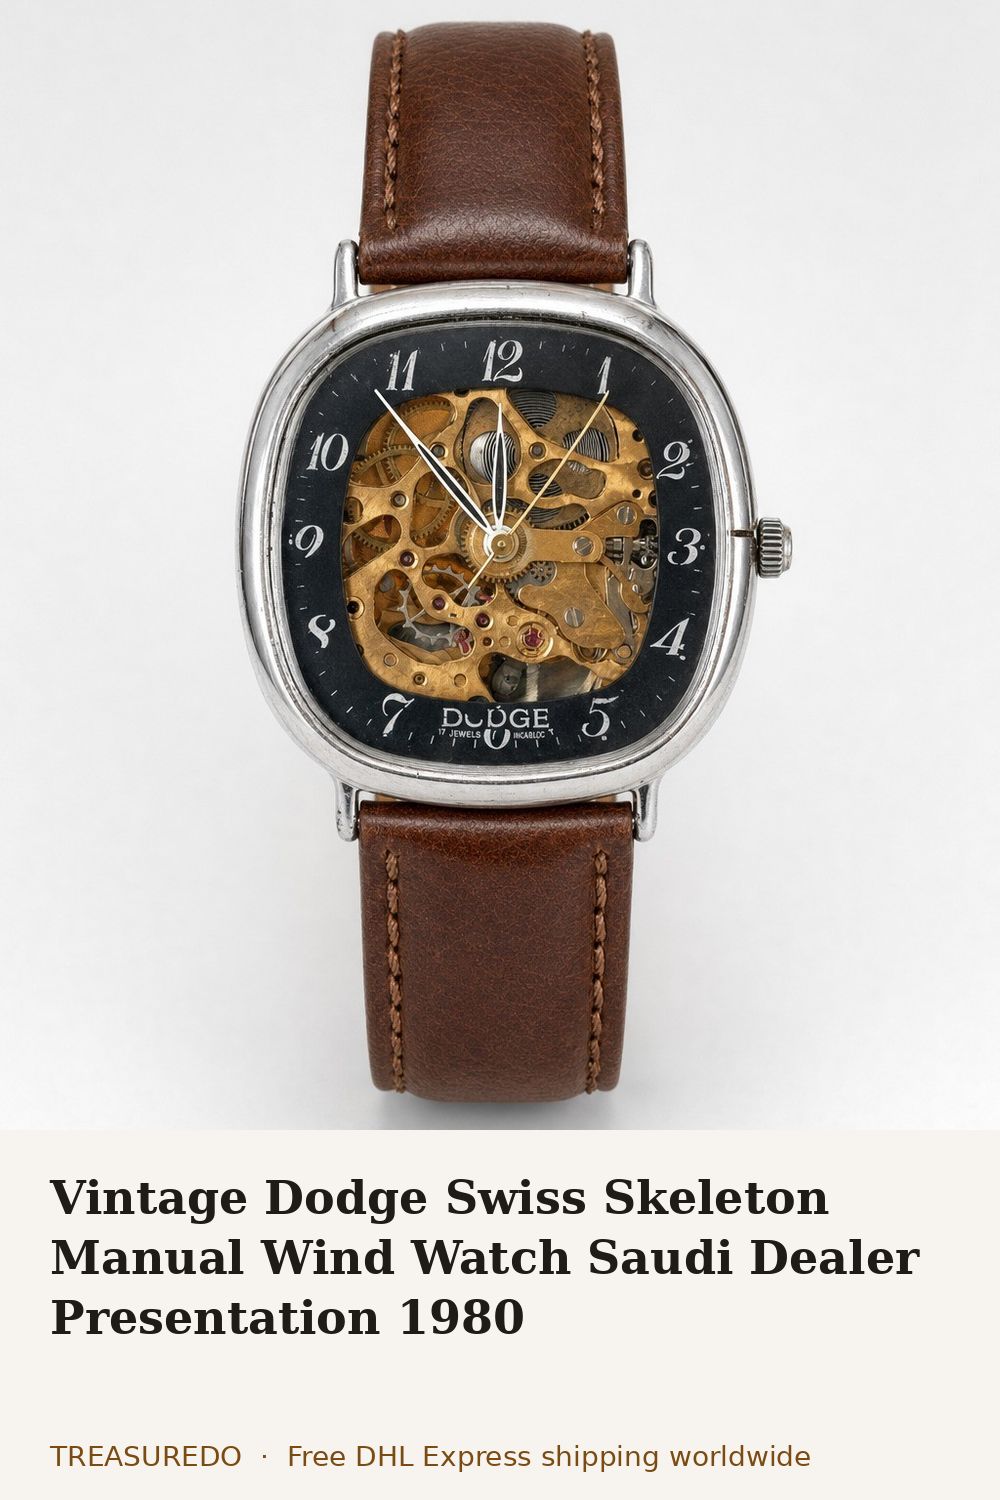 12
11
1
10
2
9
3
8
4
7
5
DODGE
17 JEWELS 6 INCABLOC T
Vintage Dodge Swiss Skeleton
Manual Wind Watch Saudi Dealer
Presentation 1980
TREASUREDO · Free DHL Express shipping worldwide